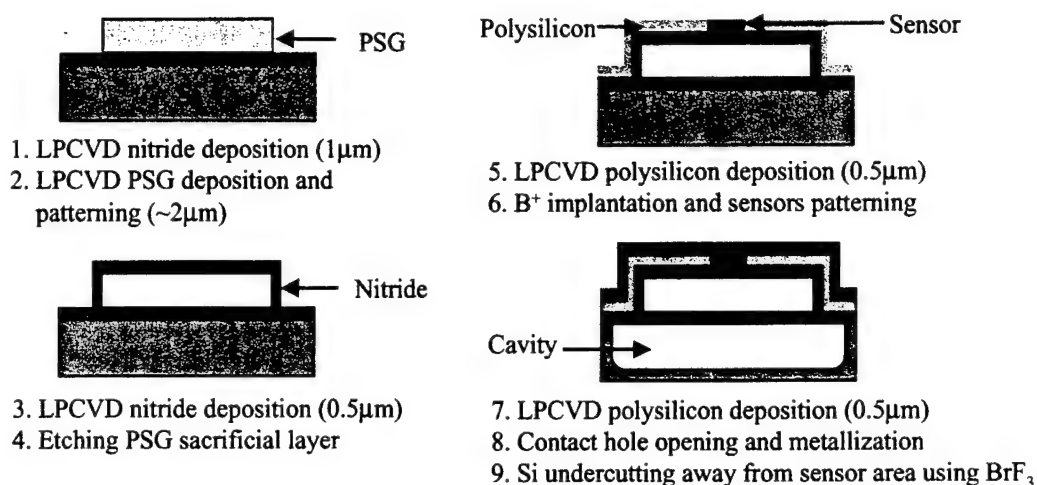 PSG
1. LPCVD nitride deposition (1µm)
2. LPCVD PSG deposition and
patterning (~2µm)
Polysilicon
Sensor
5. LPCVD polysilicon deposition (0.5µm)
6. B⁺ implantation and sensors patterning
Nitride
3. LPCVD nitride deposition (0.5µm)
4. Etching PSG sacrificial layer
Cavity
7. LPCVD polysilicon deposition (0.5µm)
8. Contact hole opening and metallization
9. Si undercutting away from sensor area using BrF₃